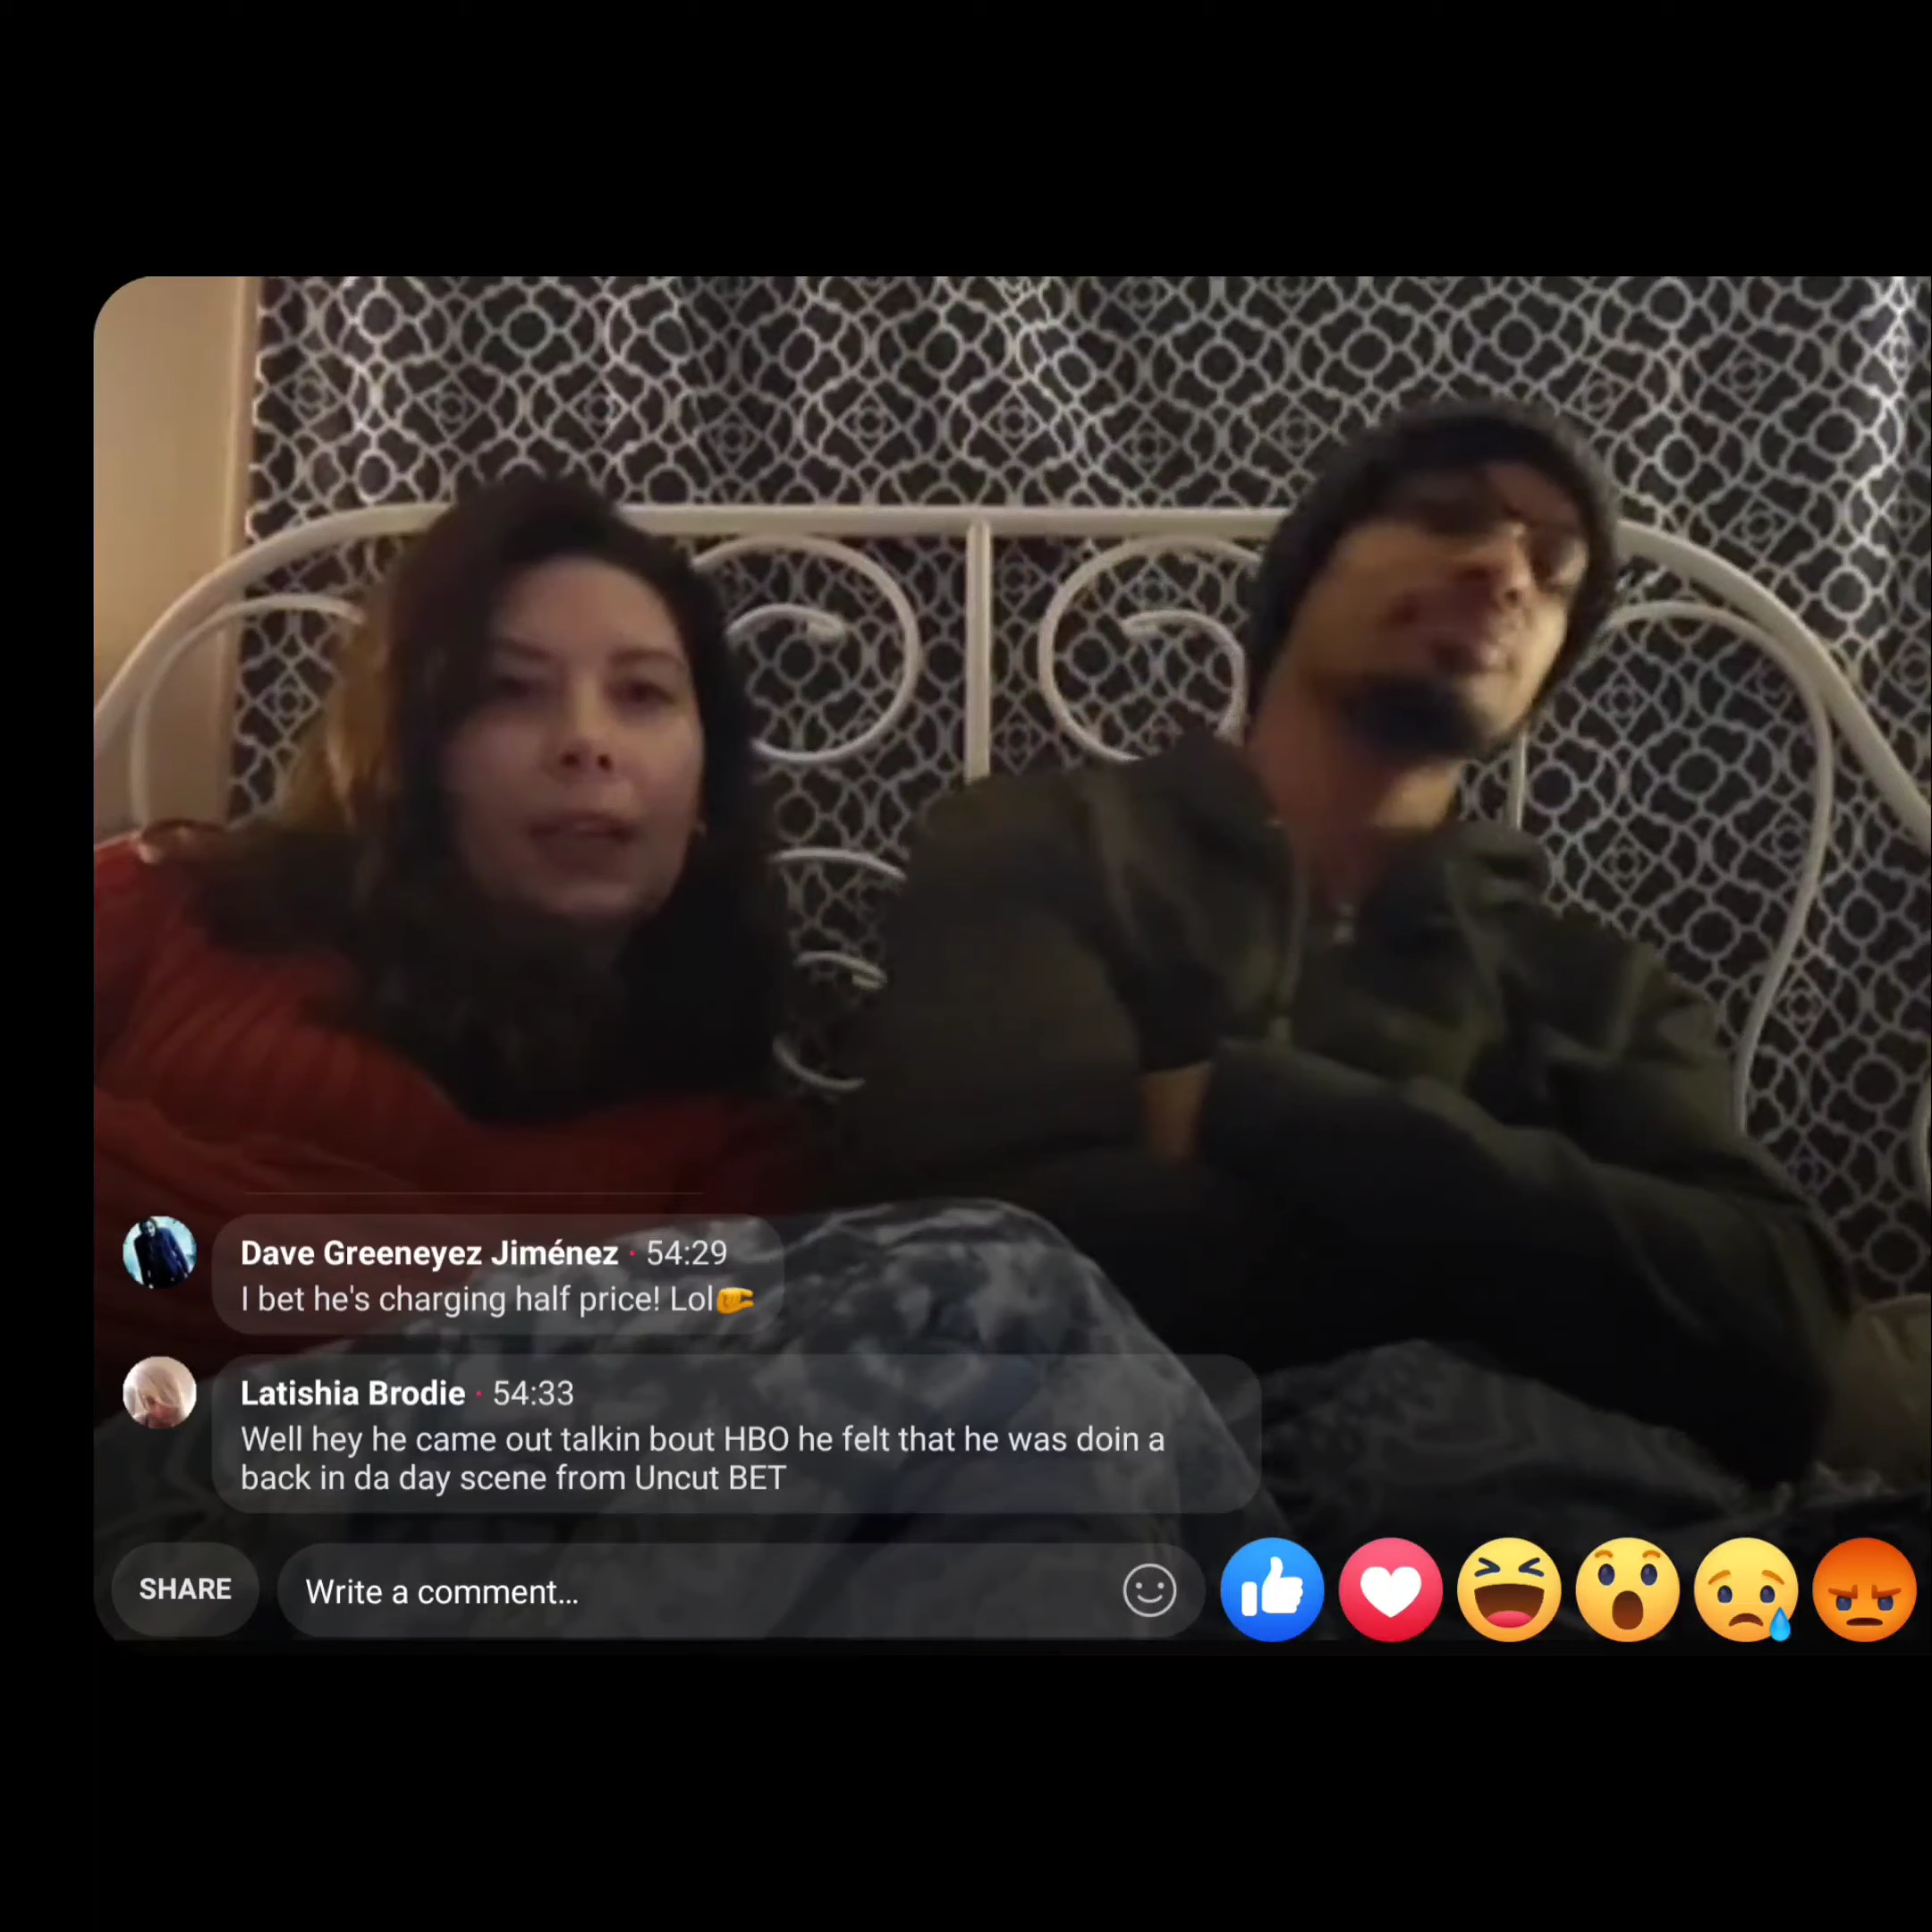 Dave Greeneyez Jiménez · 54:29
I bet he's charging half price! Lol🤜
Latishia Brodie · 54:33
Well hey he came out talkin bout HBO he felt that he was doin a
back in da day scene from Uncut BET
SHARE
Write a comment...